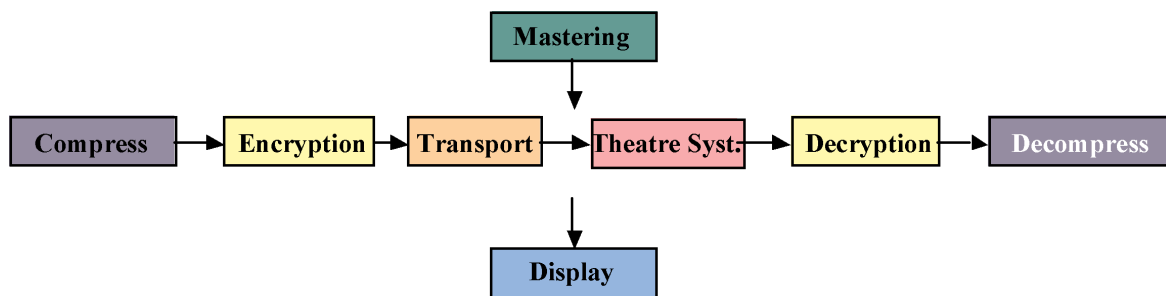 Mastering
Compress
Encryption
Transport
Theatre Syst.
Decryption
Decompress
Display